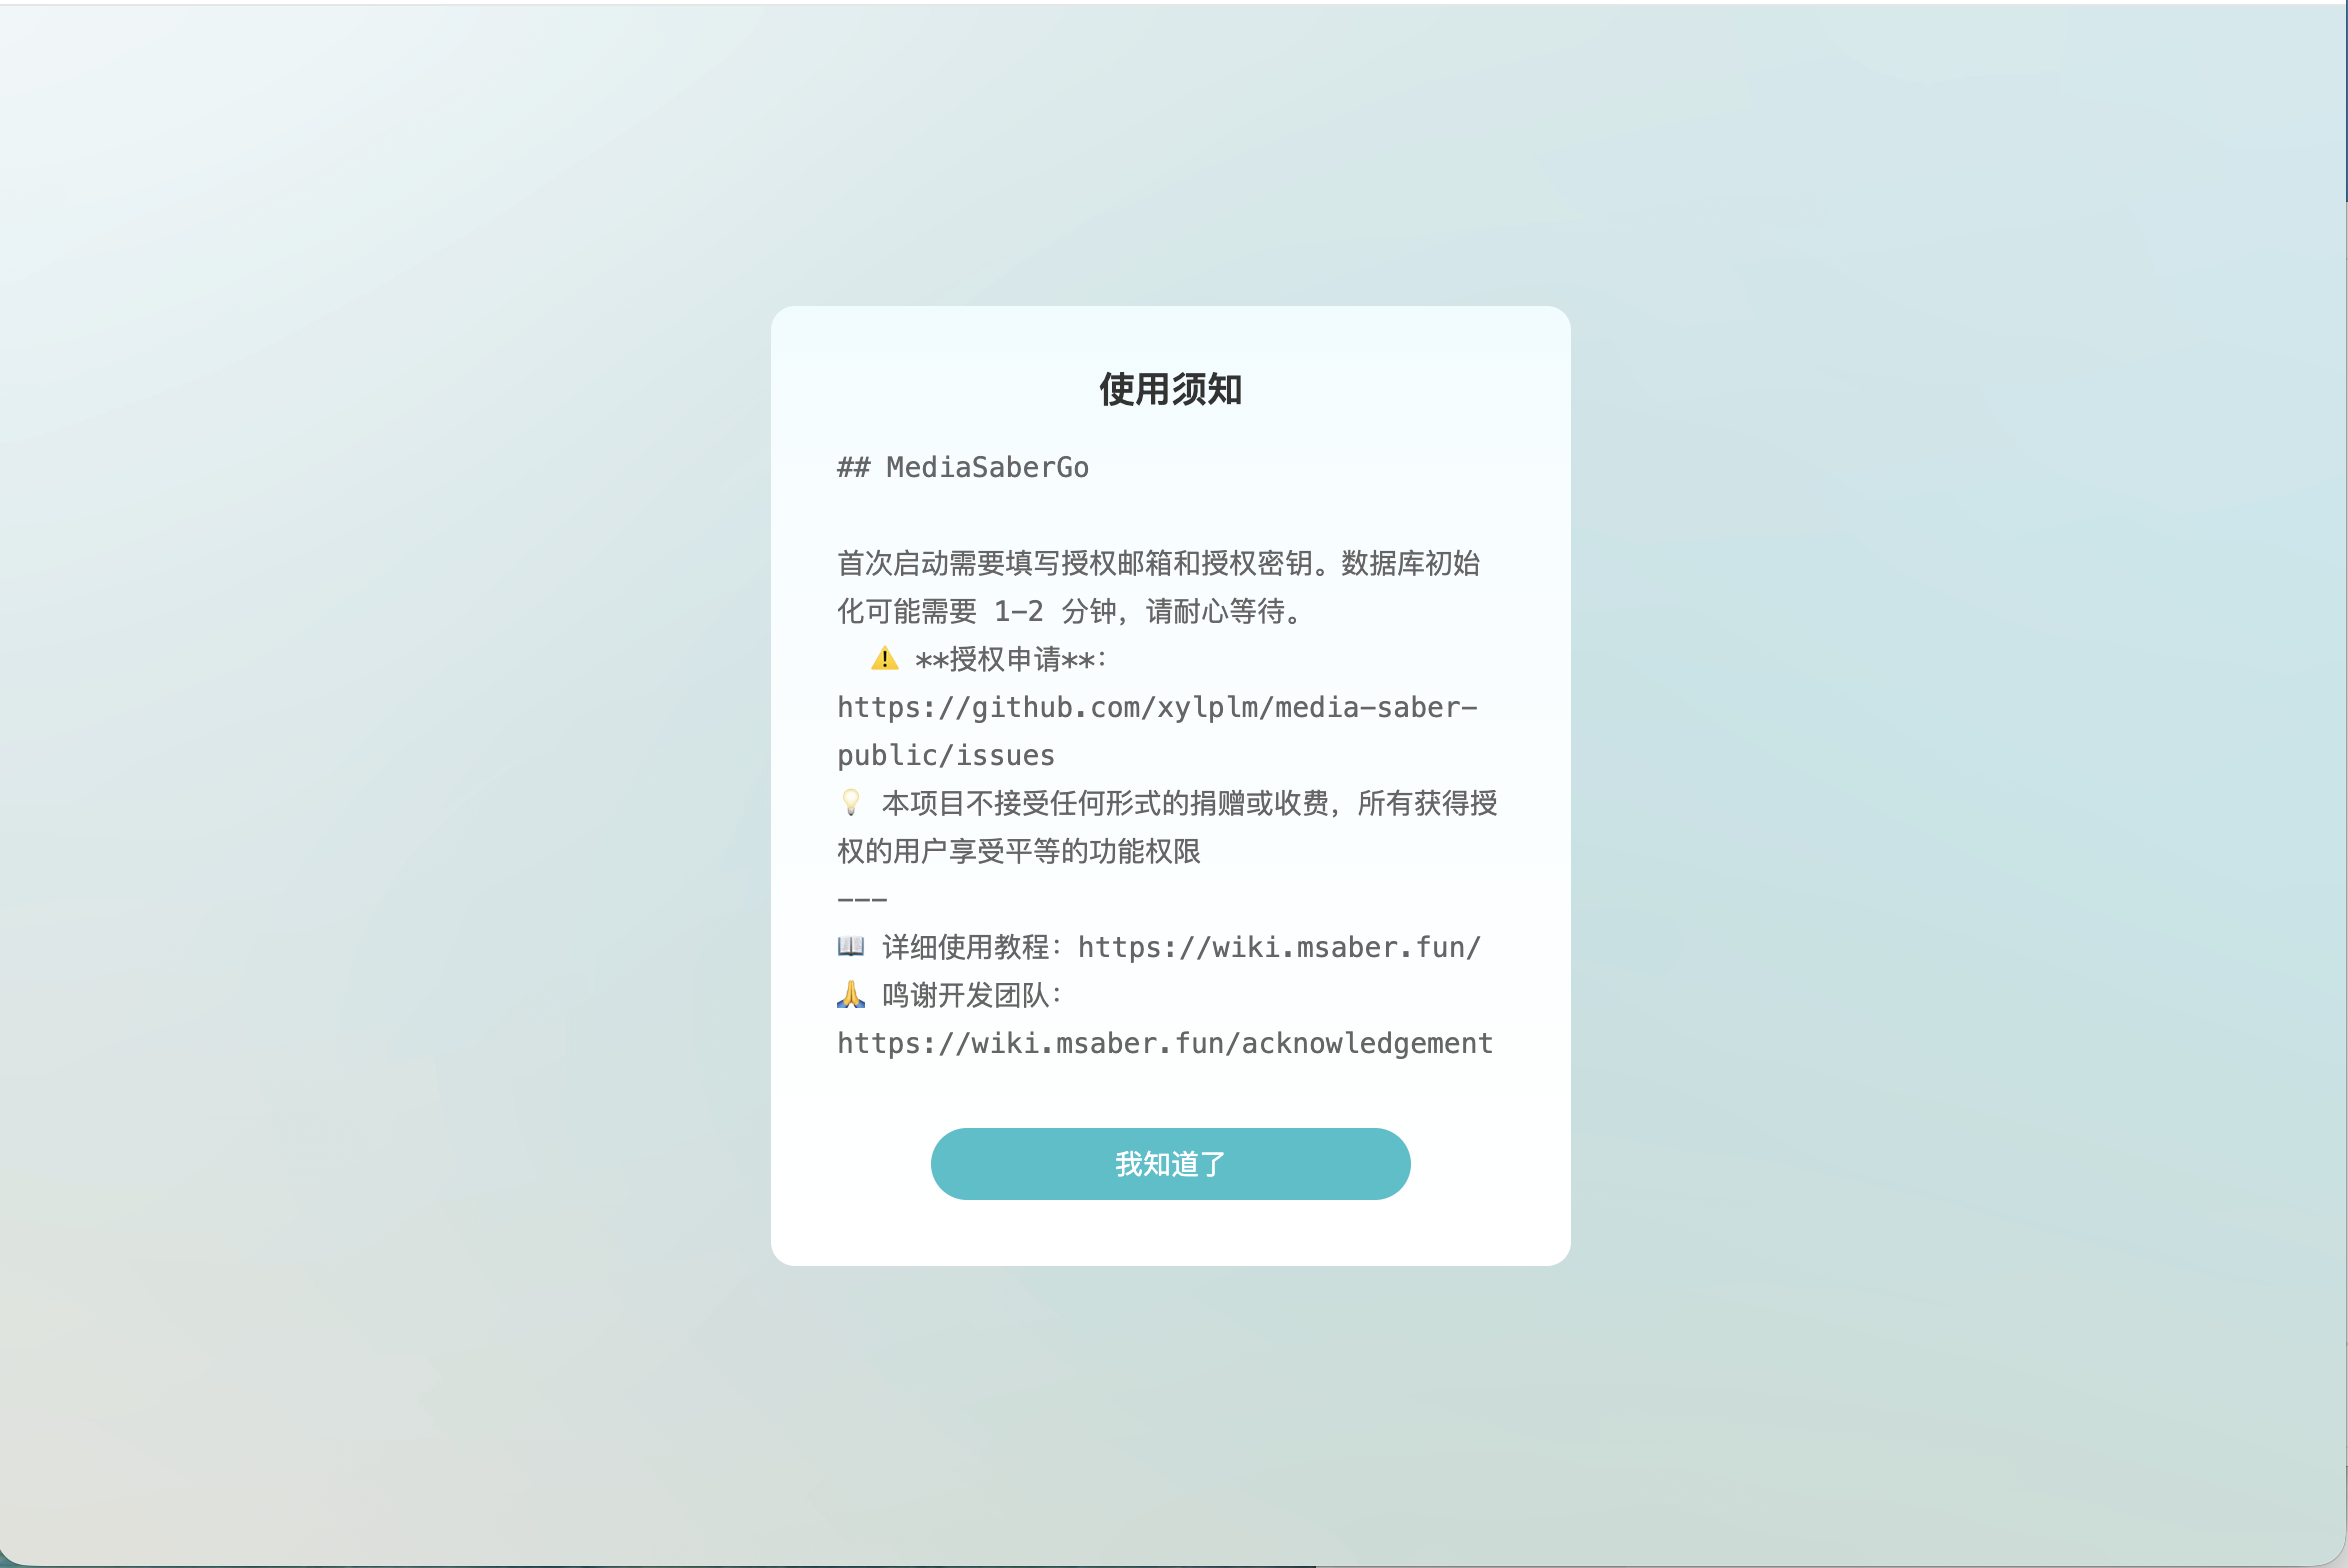 使用须知
## MediaSaberGo
首次启动需要填写授权邮箱和授权密钥。数据库初始
化可能需要 1-2 分钟，请耐心等待。
⚠️ **授权申请**：
https://github.com/xylplm/media-saber-
public/issues
💡 本项目不接受任何形式的捐赠或收费，所有获得授
权的用户享受平等的功能权限
---
📖 详细使用教程：https://wiki.msaber.fun/
🙏 鸣谢开发团队：
https://wiki.msaber.fun/acknowledgement
我知道了